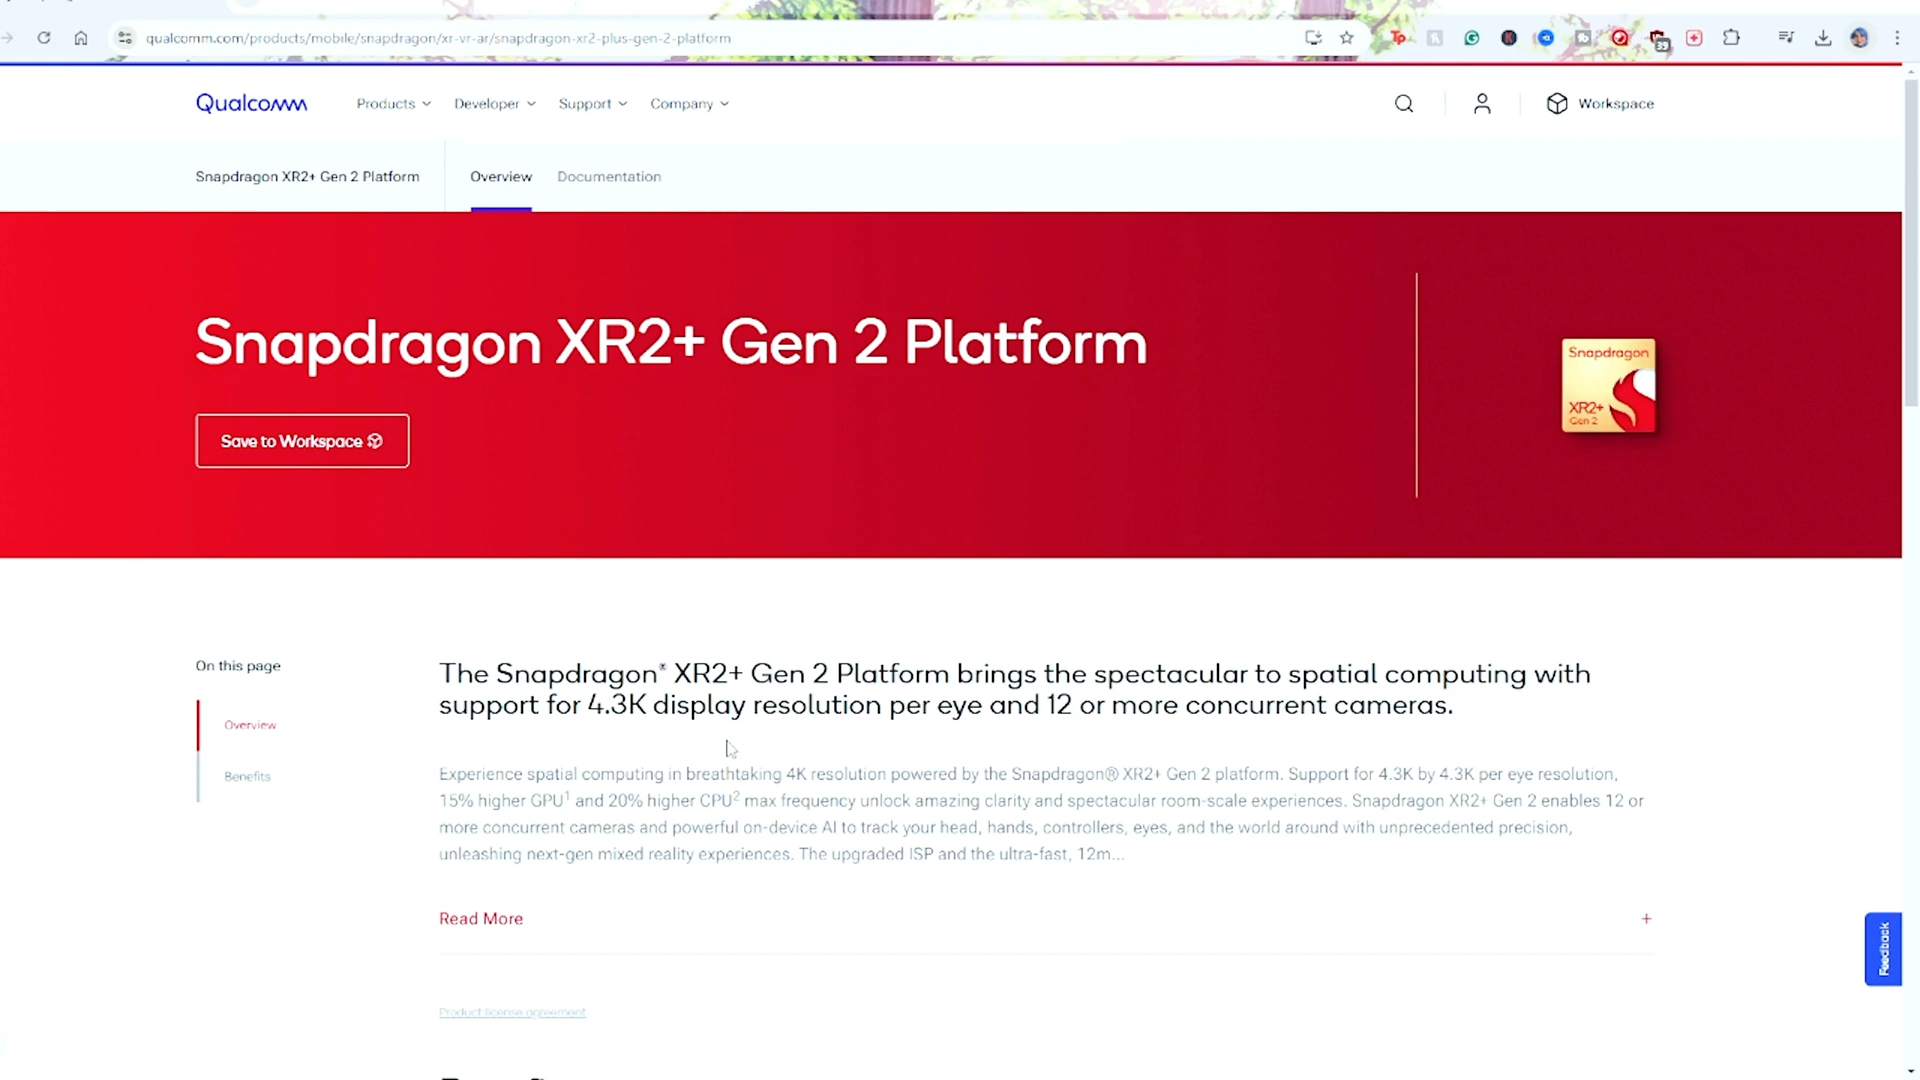 qualcomm.com/products/mobile/snapdragon/xr-vr-ar/snapdragon-xr2-plus-gen-2-platform
Tp
39
Qualcomm
Products
Developer
Support
Company
Workspace
Snapdragon XR2+ Gen 2 Platform
Overview
Documentation
Snapdragon XR2+ Gen 2 Platform
Save to Workspace
Snapdragon
XR2+
Gen 2
On this page
Overview
Benefits
The Snapdragon® XR2+ Gen 2 Platform brings the spectacular to spatial computing with
support for 4.3K display resolution per eye and 12 or more concurrent cameras.
Experience spatial computing in breathtaking 4K resolution powered by the Snapdragon® XR2+ Gen 2 platform. Support for 4.3K by 4.3K per eye resolution,
15% higher GPU¹ and 20% higher CPU² max frequency unlock amazing clarity and spectacular room-scale experiences. Snapdragon XR2+ Gen 2 enables 12 or
more concurrent cameras and powerful on-device AI to track your head, hands, controllers, eyes, and the world around with unprecedented precision,
unleashing next-gen mixed reality experiences. The upgraded ISP and the ultra-fast, 12m...
Read More
+
Feedback
Product license agreement